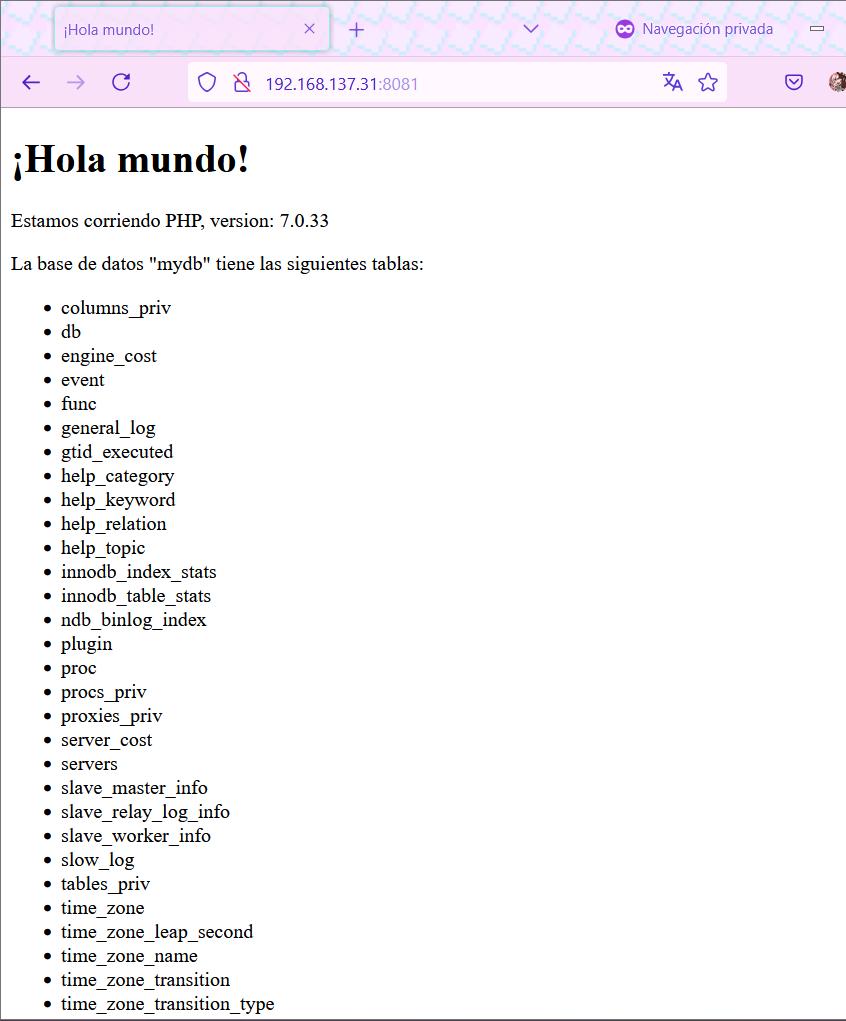 ¡Hola mundo!
Navegación privada
192.168.137.31:8081
¡Hola mundo!
Estamos corriendo PHP, version: 7.0.33
La base de datos "mydb" tiene las siguientes tablas:
columns_priv
db
engine_cost
event
func
general_log
gtid_executed
help_category
help_keyword
help_relation
help_topic
innodb_index_stats
innodb_table_stats
ndb_binlog_index
plugin
proc
procs_priv
proxies_priv
server_cost
servers
slave_master_info
slave_relay_log_info
slave_worker_info
slow_log
tables_priv
time_zone
time_zone_leap_second
time_zone_name
time_zone_transition
time_zone_transition_type